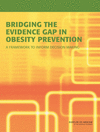 BRIDGING THE
EVIDENCE GAP IN
OBESITY PREVENTION
A FRAMEWORK TO INFORM DECISION MAKING